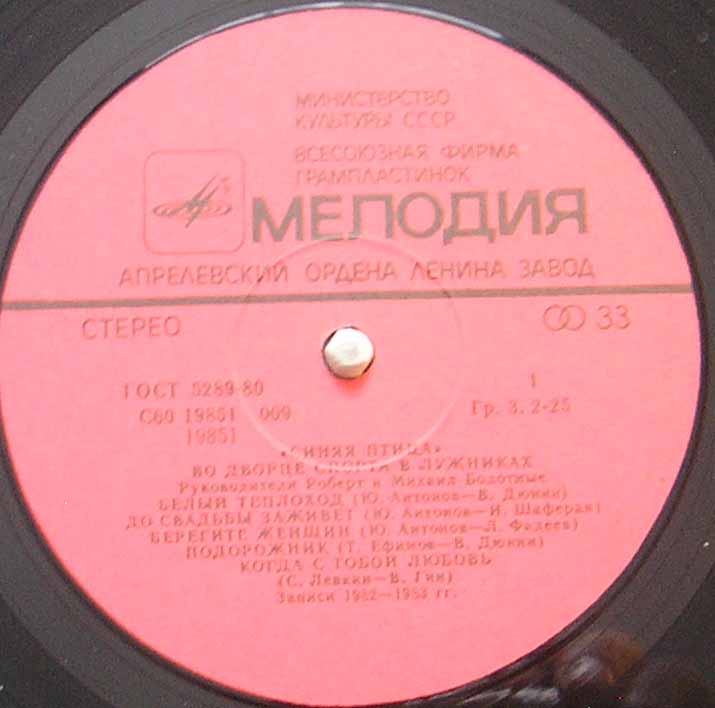 МИНИСТЕРСТВО
КУЛЬТУРЫ СССР
ВСЕСОЮЗНАЯ ФИРМА
ГРАМПЛАСТИНОК
МЕЛОДИЯ
АПРЕЛЕВСКИЙ ОРДЕНА ЛЕНИНА ЗАВОД
СТЕРЕО 33
ГОСТ 5289-80 1
С60 19851 009 Гр. 3. 2-25
19851
«СИНЯЯ ПТИЦА»
ВО ДВОРЦЕ СПОРТА В ЛУЖНИКАХ
Руководители Роберт и Михаил Болотные
БЕЛЫЙ ТЕПЛОХОД (Ю. Антонов—В. Дюнин)
ДО СВАДЬБЫ ЗАЖИВЕТ (Ю. Антонов—И. Шаферан)
БЕРЕГИТЕ ЖЕНЩИН (Ю. Антонов—Л. Фадеев)
ПОДОРОЖНИК (Т. Ефимов—В. Дюнин)
КОГДА С ТОБОЙ ЛЮБОВЬ
(С. Левкин—В. Гин)
Записи 1982—1983 гг.